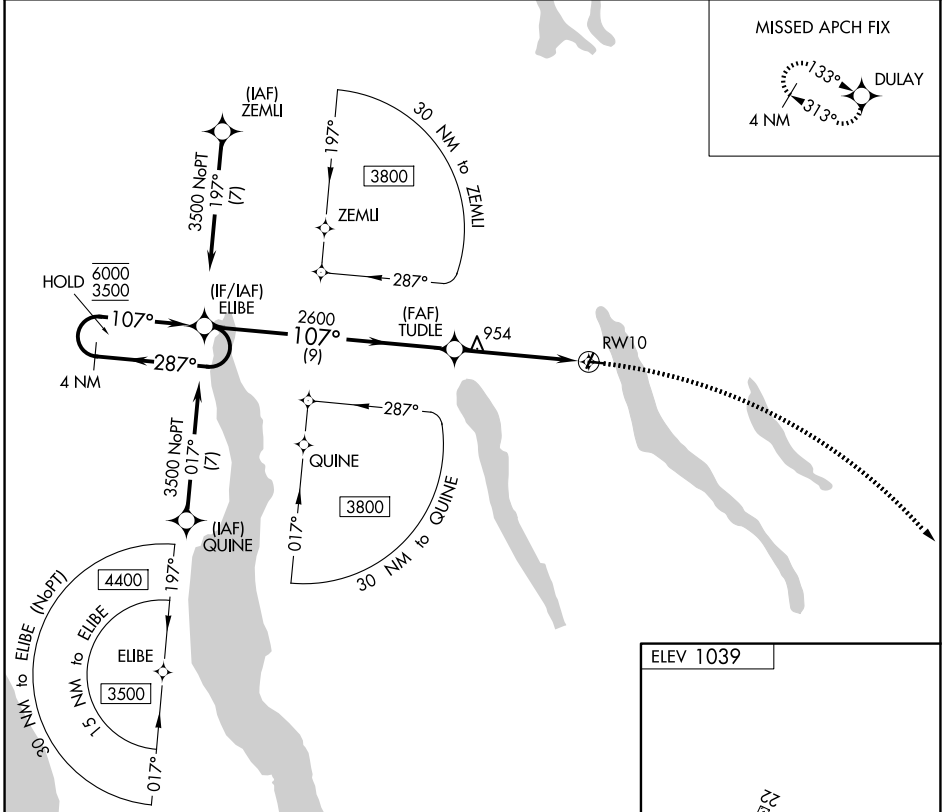 MISSED APCH FIX
133°
DULAY
313°
4 NM
(IAF)
ZEMLI
3500 NoPT
197°
(7)
30 NM to ZEMLI
197°
3800
ZEMLI
287°
HOLD
6000
3500
107°
287°
4 NM
(IF/IAF)
ELIBE
2600
107°
(9)
(FAF)
TUDLE
954
RW10
3500 NoPT
017°
(7)
(IAF)
QUINE
287°
QUINE
017°
3800
30 NM to QUINE
30 NM to ELIBE (NoPT)
4400
197°
15 NM to ELIBE
ELIBE
3500
017°
ELEV 1039
22